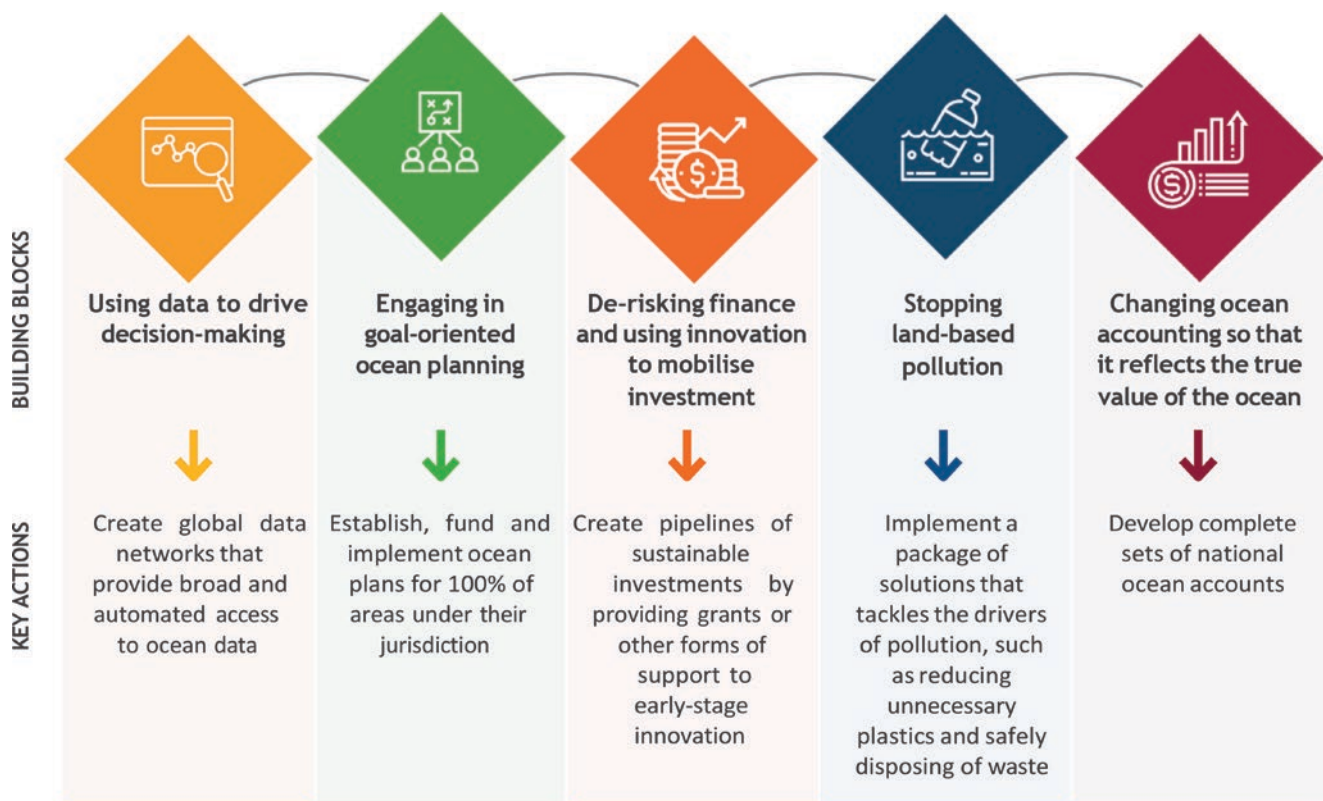 BUILDING BLOCKS
Using data to drive
decision-making
Engaging in
goal-oriented
ocean planning
De-risking finance
and using innovation
to mobilise
investment
Stopping
land-based
pollution
Changing ocean
accounting so that
it reflects the true
value of the ocean
KEY ACTIONS
Create global data
networks that
provide broad and
automated access
to ocean data
Establish, fund and
implement ocean
plans for 100% of
areas under their
jurisdiction
Create pipelines of
sustainable
investments by
providing grants or
other forms of
support to
early-stage
innovation
Implement a
package of
solutions that
tackles the drivers
of pollution, such
as reducing
unnecessary
plastics and safely
disposing of waste
Develop complete
sets of national
ocean accounts